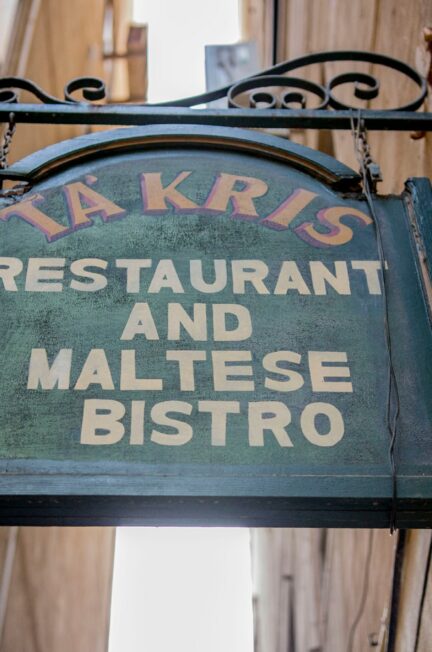 TA' KRIS
RESTAURANT
AND
MALTESE
BISTRO